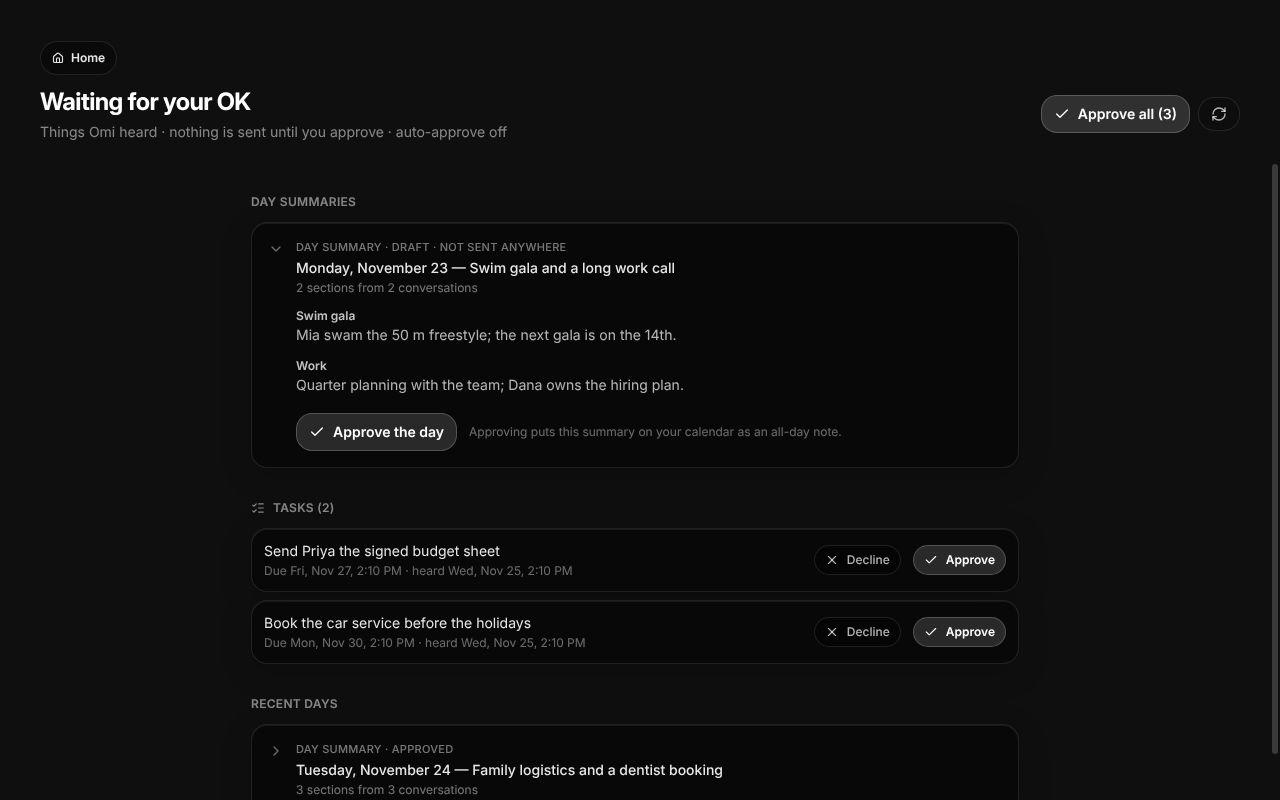 Home
Waiting for your OK
Things Omi heard · nothing is sent until you approve · auto-approve off
Approve all (3)
DAY SUMMARIES
DAY SUMMARY · DRAFT · NOT SENT ANYWHERE
Monday, November 23 — Swim gala and a long work call
2 sections from 2 conversations
Swim gala
Mia swam the 50 m freestyle; the next gala is on the 14th.
Work
Quarter planning with the team; Dana owns the hiring plan.
Approve the day
Approving puts this summary on your calendar as an all-day note.
TASKS (2)
Send Priya the signed budget sheet
Due Fri, Nov 27, 2:10 PM · heard Wed, Nov 25, 2:10 PM
Decline
Approve
Book the car service before the holidays
Due Mon, Nov 30, 2:10 PM · heard Wed, Nov 25, 2:10 PM
Decline
Approve
RECENT DAYS
DAY SUMMARY · APPROVED
Tuesday, November 24 — Family logistics and a dentist booking
3 sections from 3 conversations